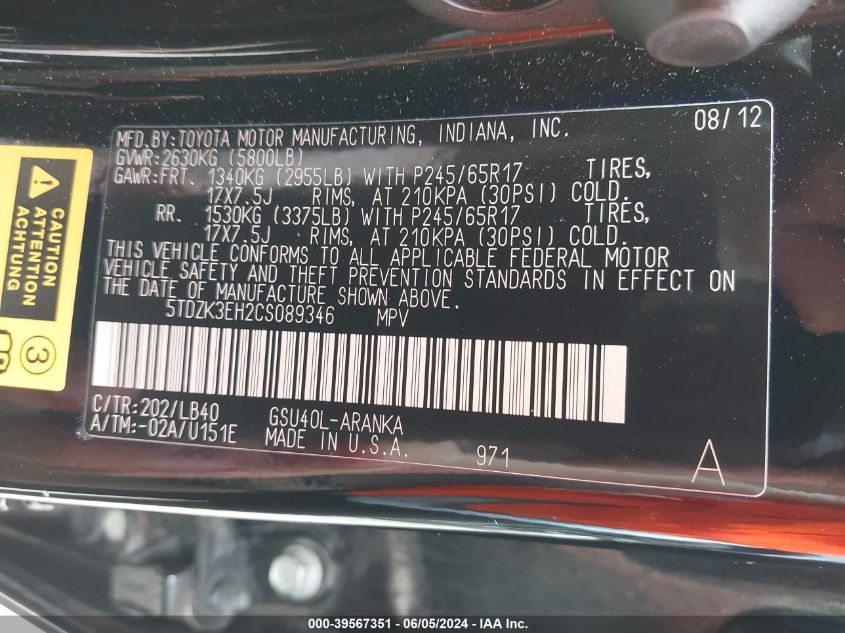 MFD.BY:TOYOTA MOTOR MANUFACTURING, INDIANA, INC. 08/12
GVWR:2630KG (5800LB)
GAWR:FRT. 1340KG (2955LB) WITH P245/65R17 TIRES,
17X7.5J RIMS, AT 210KPA (30PSI) COLD.
RR. 1530KG (3375LB) WITH P245/65R17 TIRES,
17X7.5J RIMS, AT 210KPA (30PSI) COLD.
THIS VEHICLE CONFORMS TO ALL APPLICABLE FEDERAL MOTOR
VEHICLE SAFETY AND THEFT PREVENTION STANDARDS IN EFFECT ON
THE DATE OF MANUFACTURE SHOWN ABOVE.
5TDZK3EH2CS089346 MPV
C/TR:202/LB40 GSU40L-ARANKA
A/TM:-02A/U151E MADE IN U.S.A. 971 A
CAUTION
ATTENTION
ACHTUNG
3
000-39567351 - 06/05/2024 - IAA Inc.